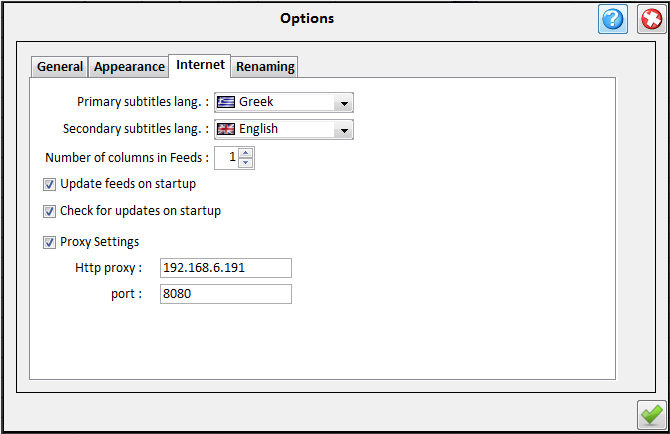 Options
General Appearance Internet Renaming
Primary subtitles lang. : Greek
Secondary subtitles lang. : English
Number of columns in Feeds : 1
Update feeds on startup
Check for updates on startup
Proxy Settings
Http proxy : 192.168.6.191
port : 8080